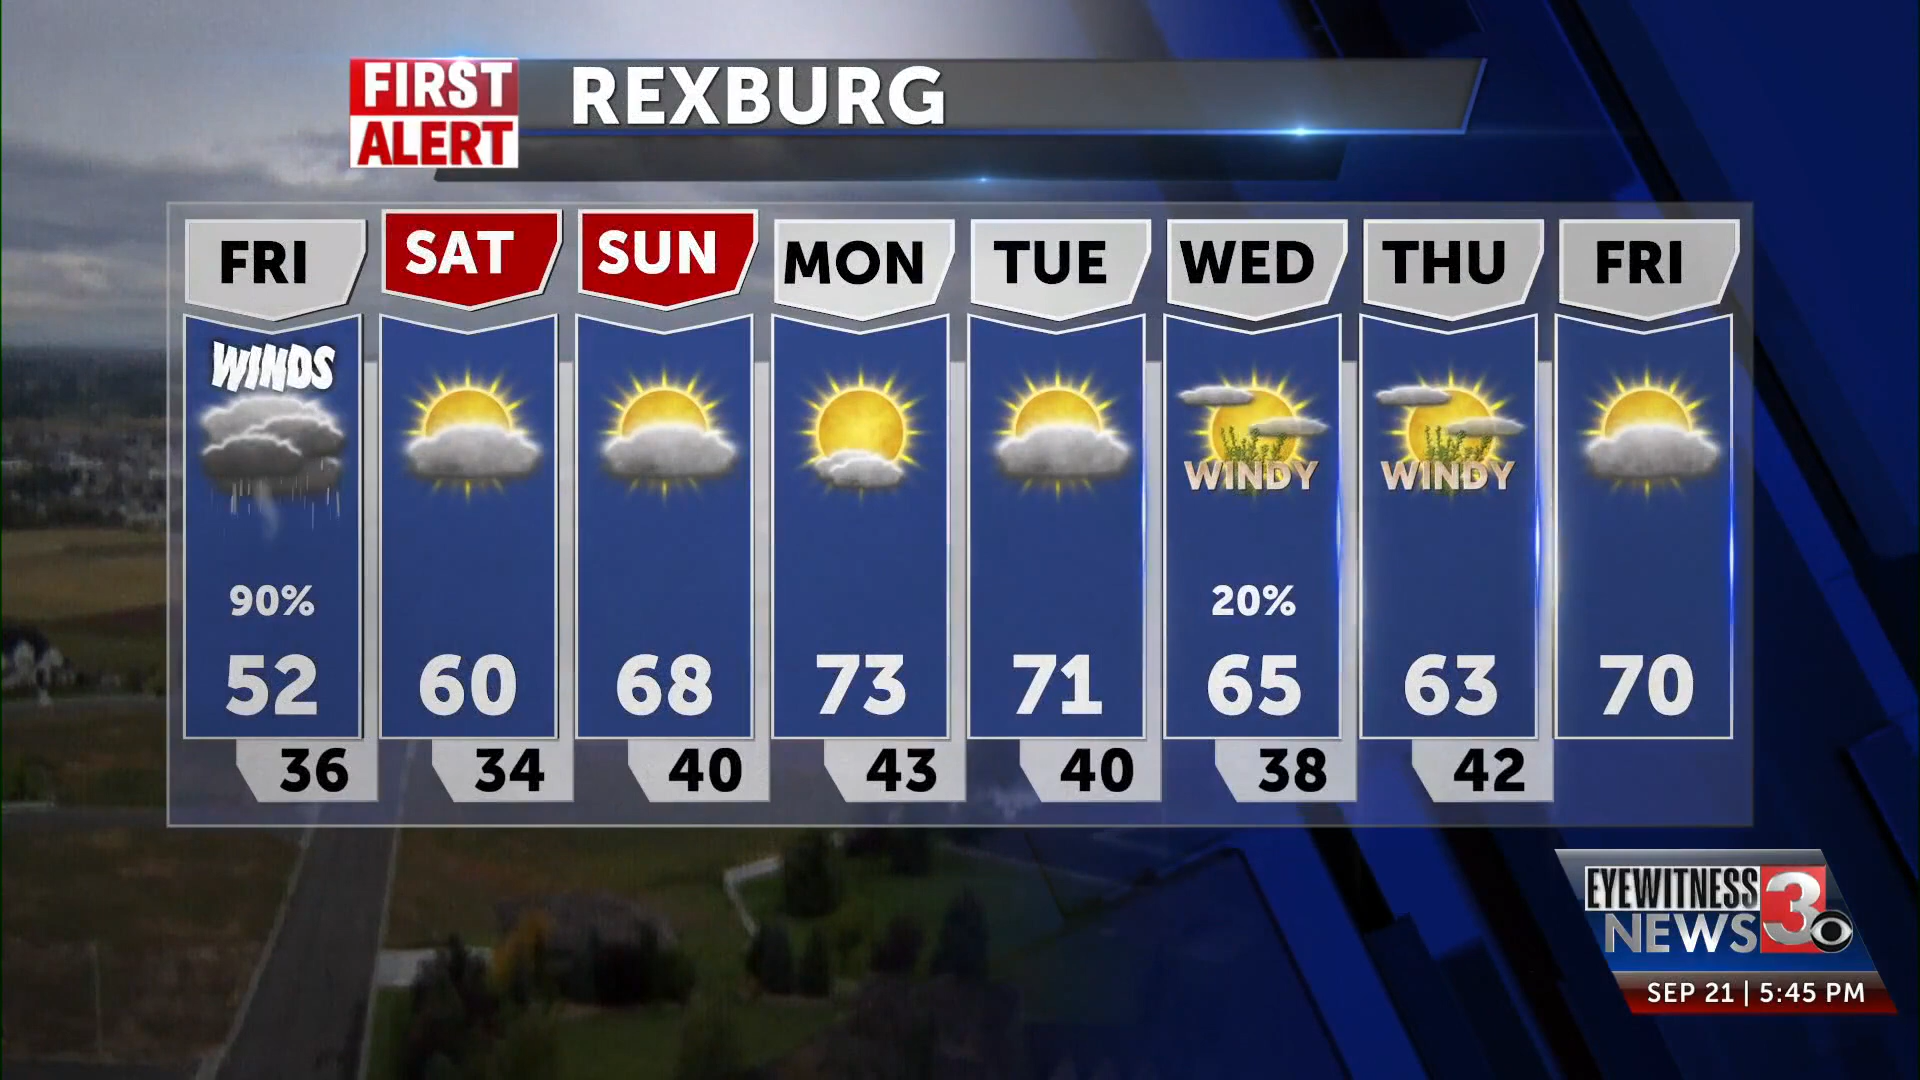 FIRST
ALERT
REXBURG
FRI SAT SUN MON TUE WED THU FRI
WINDS
WINDY WINDY
90% 20%
52 60 68 73 71 65 63 70
36 34 40 43 40 38 42
EYEWITNESS
NEWS 3
SEP 21 | 5:45 PM